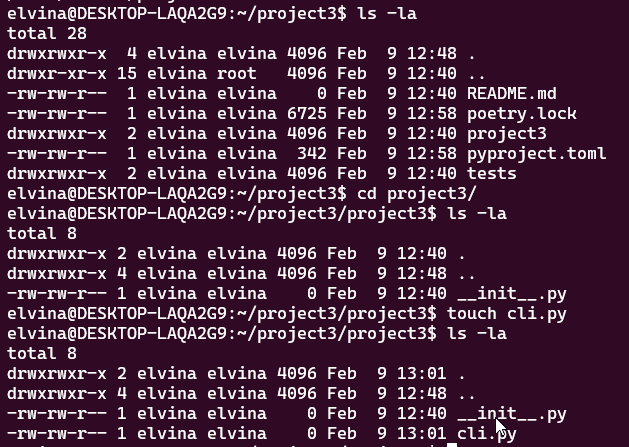 elvina@DESKTOP-LAQA2G9:~/project3$ ls -la
total 28
drwxrwxr-x  4 elvina elvina 4096 Feb  9 12:48 .
drwxr-xr-x 15 elvina root   4096 Feb  9 12:40 ..
-rw-rw-r--  1 elvina elvina    0 Feb  9 12:40 README.md
-rw-rw-r--  1 elvina elvina 6725 Feb  9 12:58 poetry.lock
drwxrwxr-x  2 elvina elvina 4096 Feb  9 12:40 project3
-rw-rw-r--  1 elvina elvina  342 Feb  9 12:58 pyproject.toml
drwxrwxr-x  2 elvina elvina 4096 Feb  9 12:40 tests
elvina@DESKTOP-LAQA2G9:~/project3$ cd project3/
elvina@DESKTOP-LAQA2G9:~/project3/project3$ ls -la
total 8
drwxrwxr-x 2 elvina elvina 4096 Feb  9 12:40 .
drwxrwxr-x 4 elvina elvina 4096 Feb  9 12:48 ..
-rw-rw-r-- 1 elvina elvina    0 Feb  9 12:40 __init__.py
elvina@DESKTOP-LAQA2G9:~/project3/project3$ touch cli.py
elvina@DESKTOP-LAQA2G9:~/project3/project3$ ls -la
total 8
drwxrwxr-x 2 elvina elvina 4096 Feb  9 13:01 .
drwxrwxr-x 4 elvina elvina 4096 Feb  9 12:48 ..
-rw-rw-r-- 1 elvina elvina    0 Feb  9 12:40 __init__.py
-rw-rw-r-- 1 elvina elvina    0 Feb  9 13:01 cli.py